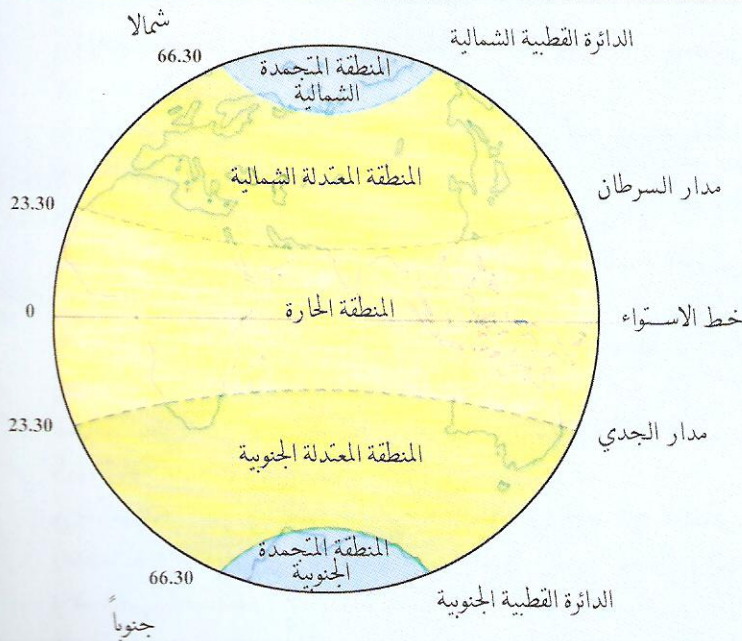 شمالا
66.30
الدائرة القطبية الشمالية
المنطقة المتجمدة
الشمالية
المنطقة المعتدلة الشمالية
مدار السرطان
23.30
المنطقة الحارة
0
خط الاستواء
23.30
مدار الجدي
المنطقة المعتدلة الجنوبية
المنطقة المتجمدة
الجنوبية
66.30
الدائرة القطبية الجنوبية
جنوباً